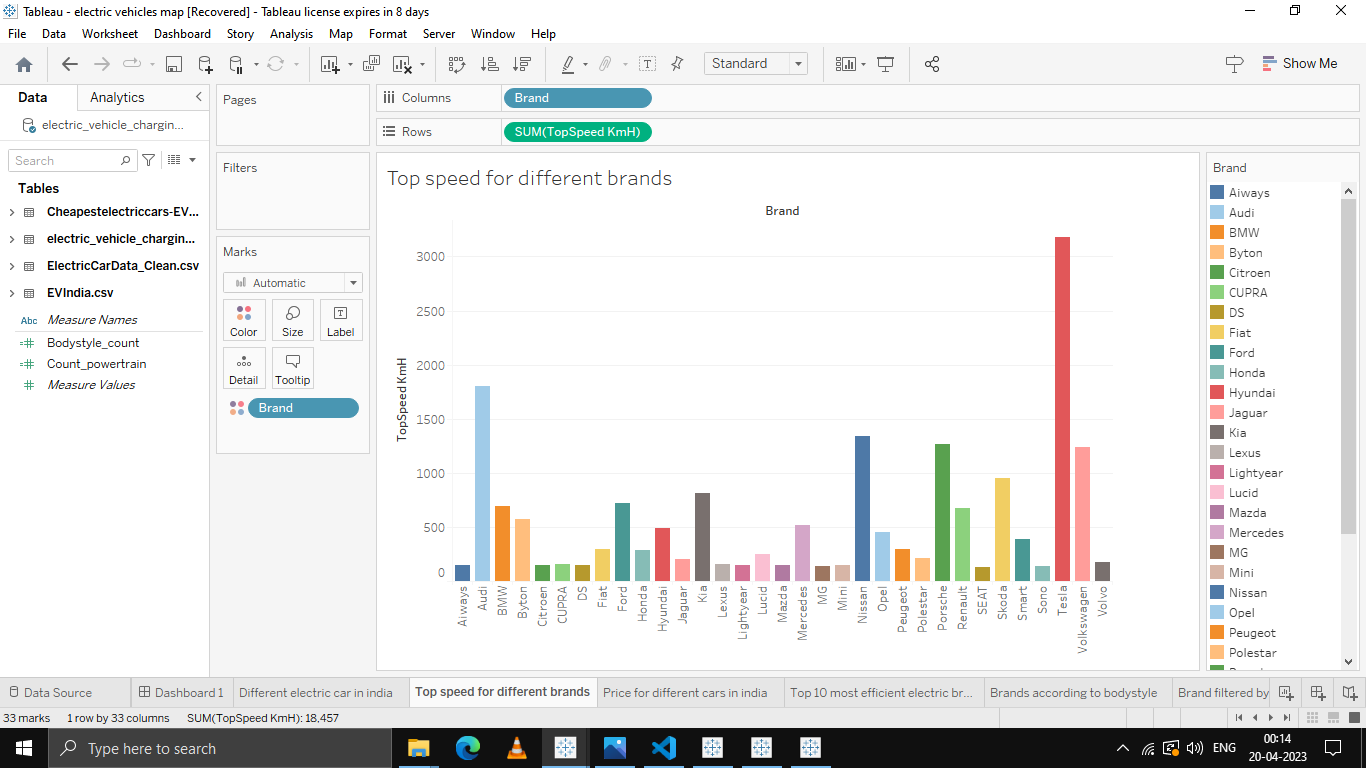 Tableau - electric vehicles map [Recovered] - Tableau license expires in 8 days
File Data Worksheet Dashboard Story Analysis Map Format Server Window Help
Standard
Show Me
Data Analytics
electric_vehicle_chargin...
Search
Tables
Cheapestelectriccars-EV...
electric_vehicle_chargin...
ElectricCarData_Clean.csv
EVIndia.csv
Abc Measure Names
Bodystyle_count
Count_powertrain
Measure Values
Pages
Filters
Marks
Automatic
Color Size Label
Detail Tooltip
Brand
Columns Brand
Rows SUM(TopSpeed KmH)
Top speed for different brands
Brand
TopSpeed KmH
3000
2500
2000
1500
1000
500
0
Aiways
Audi
BMW
Byton
Citroen
CUPRA
DS
Fiat
Ford
Honda
Hyundai
Jaguar
Kia
Lexus
Lightyear
Lucid
Mazda
Mercedes
MG
Mini
Nissan
Opel
Peugeot
Polestar
Porsche
Renault
SEAT
Skoda
Smart
Sono
Tesla
Volkswagen
Volvo
Brand
Aiways
Audi
BMW
Byton
Citroen
CUPRA
DS
Fiat
Ford
Honda
Hyundai
Jaguar
Kia
Lexus
Lightyear
Lucid
Mazda
Mercedes
MG
Mini
Nissan
Opel
Peugeot
Polestar
Data Source Dashboard 1 Different electric car in india Top speed for different brands Price for different cars in india Top 10 most efficient electric br... Brands according to bodystyle Brand filtered by
33 marks 1 row by 33 columns SUM(TopSpeed KmH): 18,457
Type here to search
ENG
00:14
20-04-2023